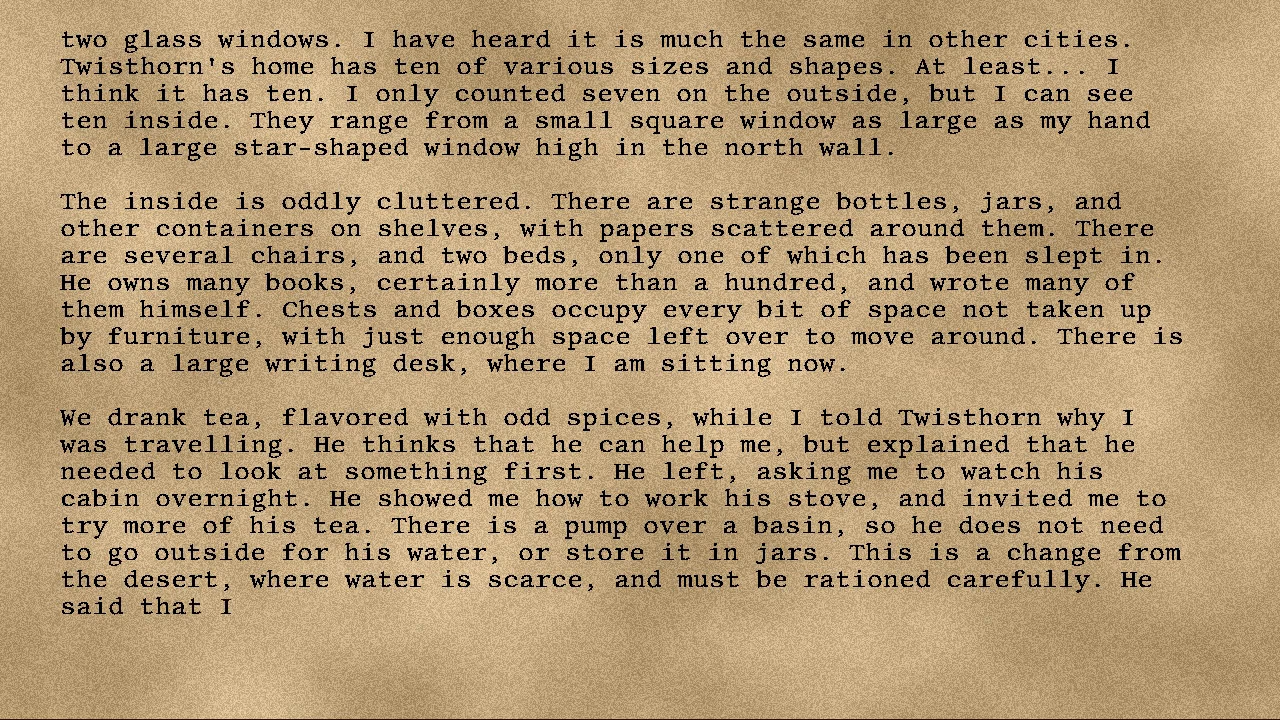 two glass windows. I have heard it is much the same in other cities.
Twisthorn's home has ten of various sizes and shapes. At least... I
think it has ten. I only counted seven on the outside, but I can see
ten inside. They range from a small square window as large as my hand
to a large star-shaped window high in the north wall.

The inside is oddly cluttered. There are strange bottles, jars, and
other containers on shelves, with papers scattered around them. There
are several chairs, and two beds, only one of which has been slept in.
He owns many books, certainly more than a hundred, and wrote many of
them himself. Chests and boxes occupy every bit of space not taken up
by furniture, with just enough space left over to move around. There is
also a large writing desk, where I am sitting now.

We drank tea, flavored with odd spices, while I told Twisthorn why I
was travelling. He thinks that he can help me, but explained that he
needed to look at something first. He left, asking me to watch his
cabin overnight. He showed me how to work his stove, and invited me to
try more of his tea. There is a pump over a basin, so he does not need
to go outside for his water, or store it in jars. This is a change from
the desert, where water is scarce, and must be rationed carefully. He
said that I